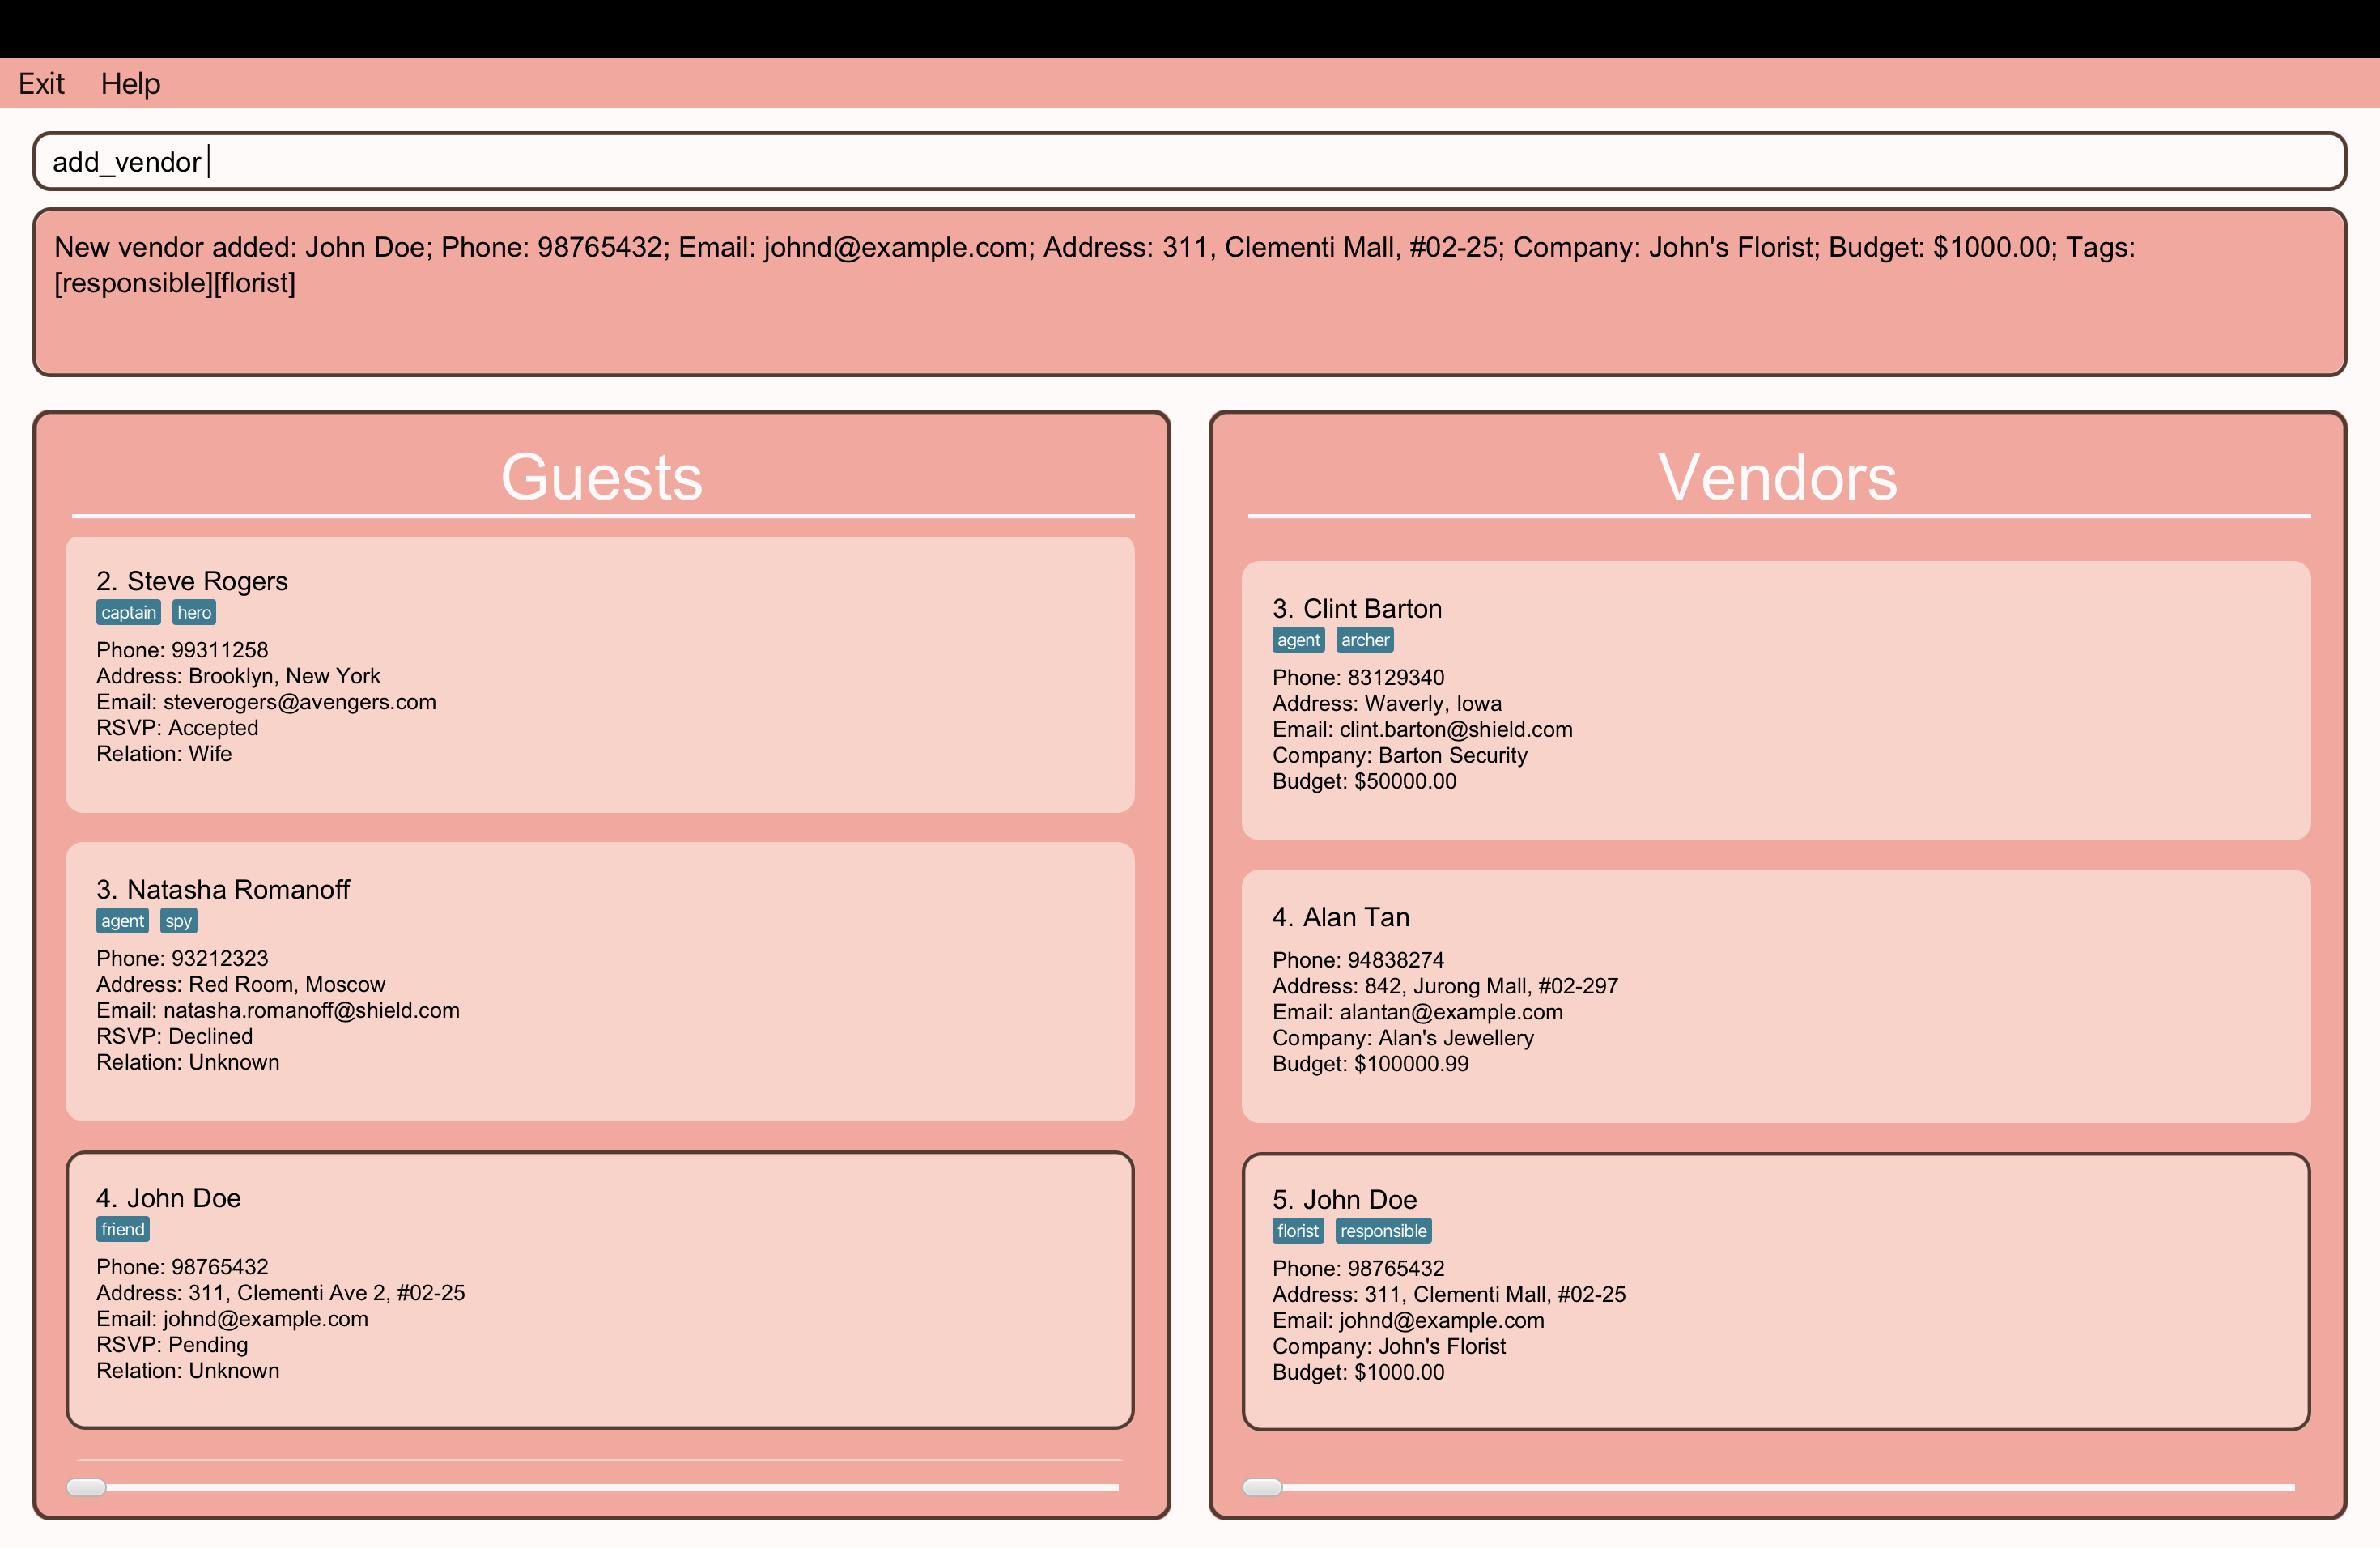 Exit Help
add_vendor
New vendor added: John Doe; Phone: 98765432; Email: johnd@example.com; Address: 311, Clementi Mall, #02-25; Company: John's Florist; Budget: $1000.00; Tags:
[responsible][florist]
Guests
2. Steve Rogers
captain hero
Phone: 99311258
Address: Brooklyn, New York
Email: steverogers@avengers.com
RSVP: Accepted
Relation: Wife
3. Natasha Romanoff
agent spy
Phone: 93212323
Address: Red Room, Moscow
Email: natasha.romanoff@shield.com
RSVP: Declined
Relation: Unknown
4. John Doe
friend
Phone: 98765432
Address: 311, Clementi Ave 2, #02-25
Email: johnd@example.com
RSVP: Pending
Relation: Unknown
Vendors
3. Clint Barton
agent archer
Phone: 83129340
Address: Waverly, Iowa
Email: clint.barton@shield.com
Company: Barton Security
Budget: $50000.00
4. Alan Tan
Phone: 94838274
Address: 842, Jurong Mall, #02-297
Email: alantan@example.com
Company: Alan's Jewellery
Budget: $100000.99
5. John Doe
florist responsible
Phone: 98765432
Address: 311, Clementi Mall, #02-25
Email: johnd@example.com
Company: John's Florist
Budget: $1000.00